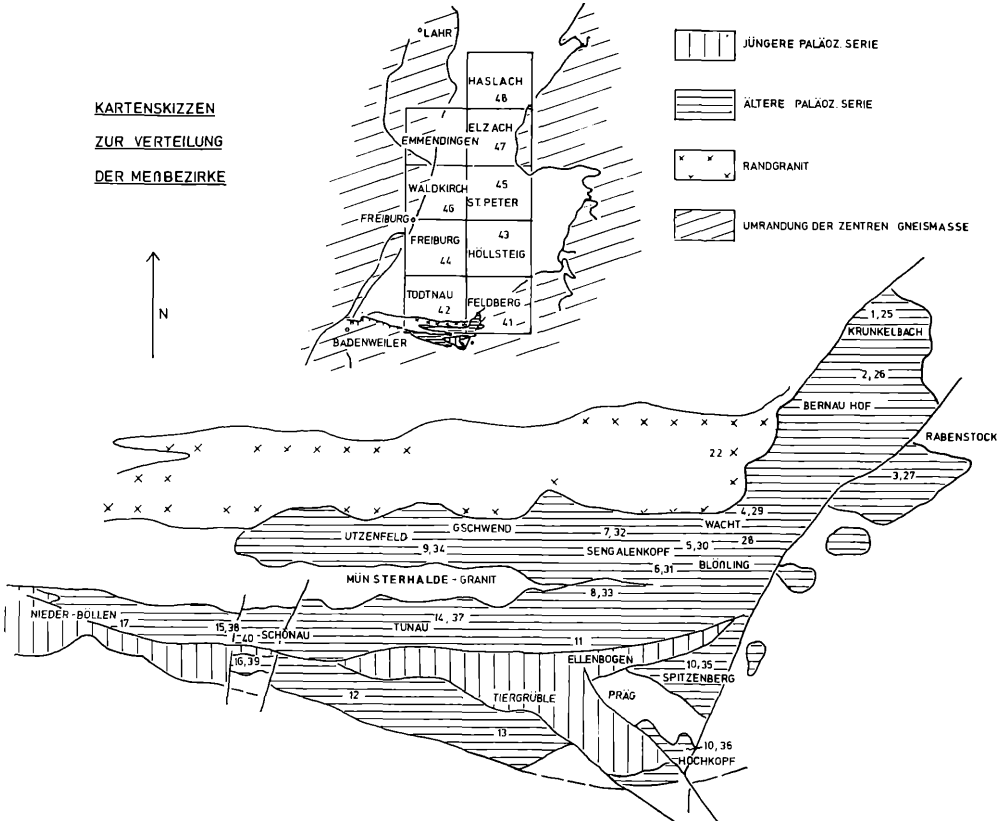 KARTENSKIZZEN
ZUR VERTEILUNG
DER MEßBEZIRKE
N
LAHR
HASLACH
48
ELZACH
EMMENDINGEN
47
WALDKIRCH
45
46
ST. PETER
FREIBURG
43
FREIBURG
HÖLLSTEIG
44
TODTNAU
FELDBERG
42
41
BADENWEILER
JÜNGERE PALÄOZ. SERIE
ÄLTERE PALÄOZ. SERIE
RANDGRANIT
UMRANDUNG DER ZENTREN GNEISMASSE
1,25
KRUNKELBACH
2,26
BERNAU HOF
RABENSTOCK
22
3,27
4,29
WACHT
GSCHWEND
7,32
UTZENFELD
28
SENGALENKOPF
5,30
9,34
6,31
BLÖßLING
MÜNSTERHALDE-GRANIT
8,33
NIEDER-BÖLLEN
17
14,37
15,38
TUNAU
40
-SCHÖNAU
11
16,39
ELLENBOGEN
10,35
SPITZENBERG
12
TIERGRÜBLE
PRÄG
13
10,36
HOCHKOPF